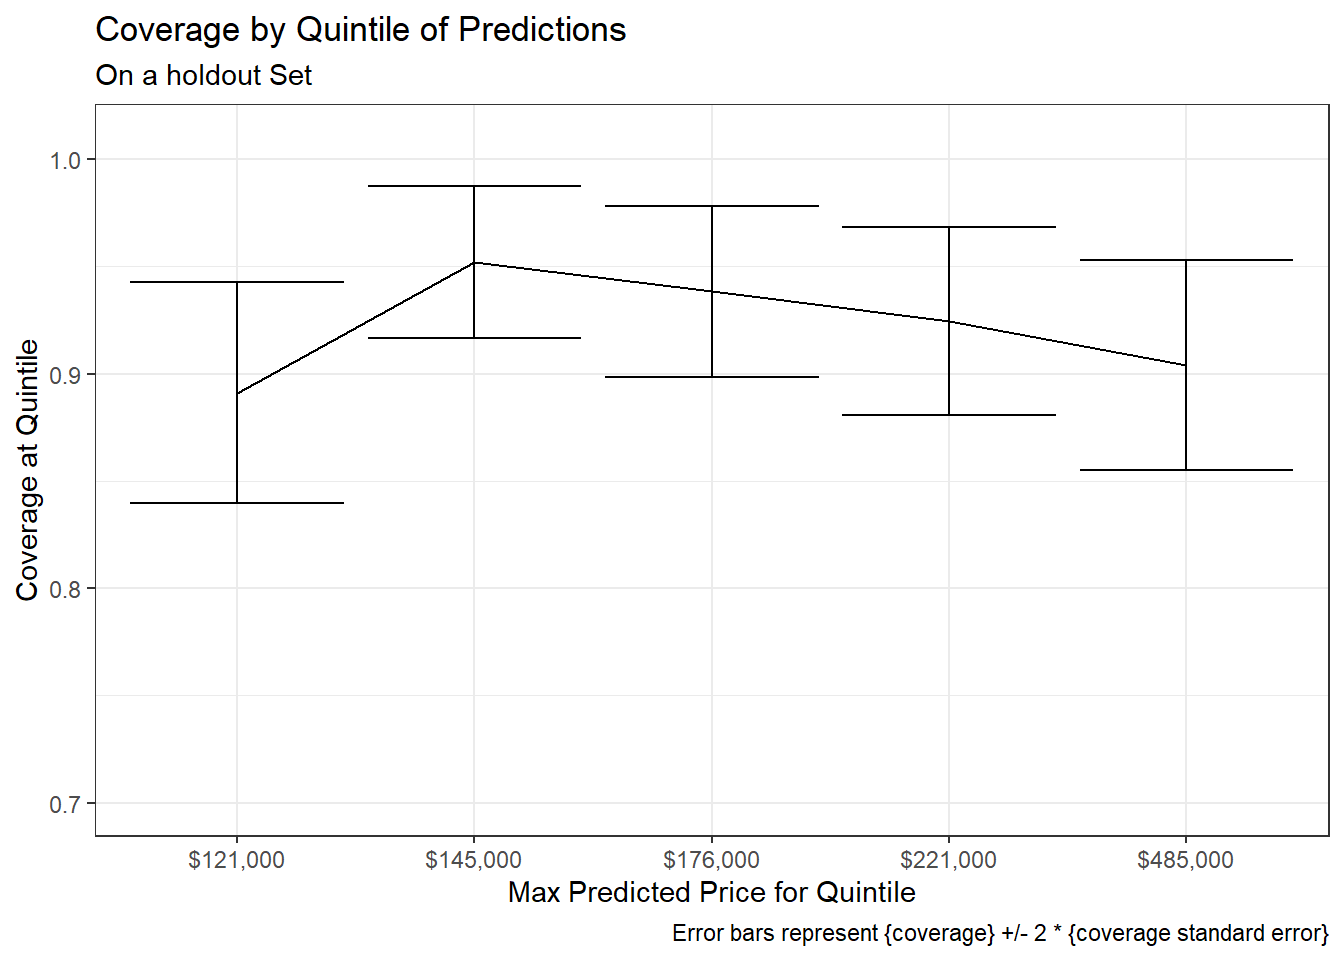 Coverage by Quintile of Predictions
On a holdout Set
Coverage at Quintile
1.0
0.9
0.8
0.7
$121,000 $145,000 $176,000 $221,000 $485,000
Max Predicted Price for Quintile
Error bars represent {coverage} +/- 2 * {coverage standard error}